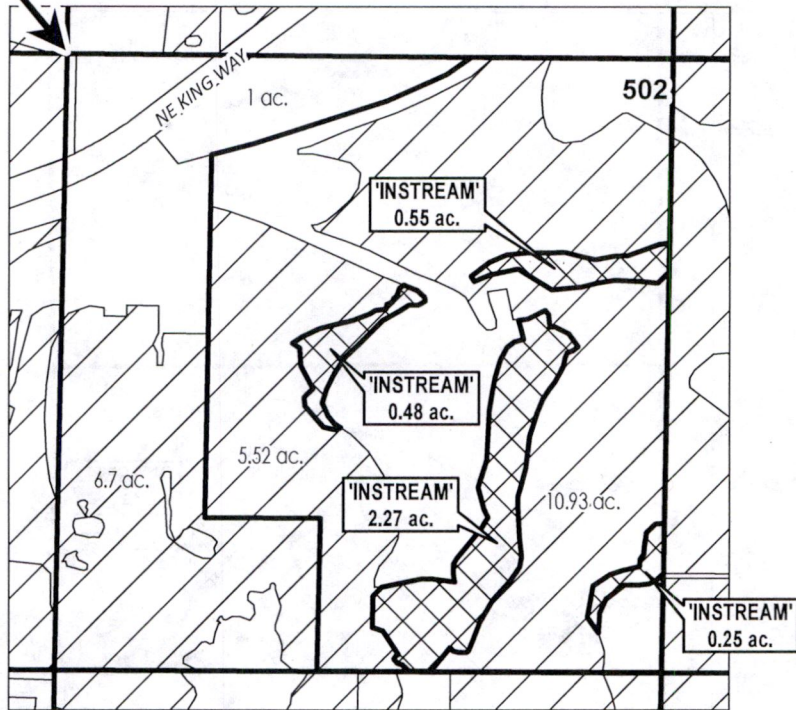 NE KING WAY
1 ac.
502
'INSTREAM'
0.55 ac.
'INSTREAM'
0.48 ac.
5.52 ac.
6.7 ac.
'INSTREAM'
2.27 ac.
10.93 ac.
'INSTREAM'
0.25 ac.